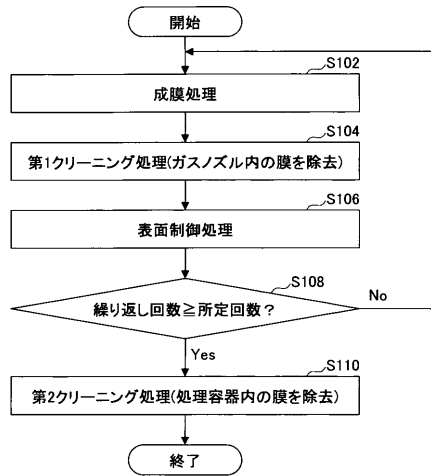 開始
S102
成膜処理
S104
第1クリーニング処理(ガスノズル内の膜を除去)
S106
表面制御処理
S108
繰り返し回数≧所定回数?
No
Yes
S110
第2クリーニング処理(処理容器内の膜を除去)
終了